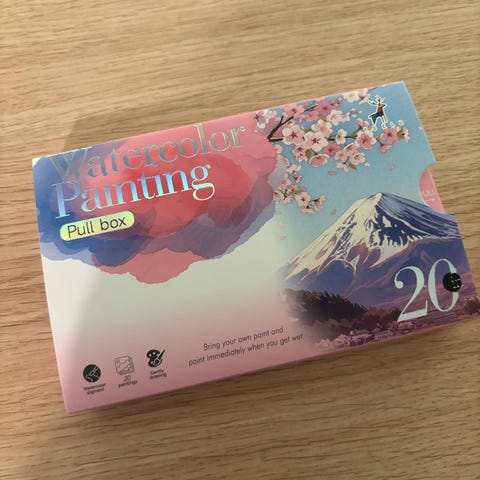 Watercolor
Painting
Pull box
20
Bring your own paint and
point immediately when you get wet
Watercolor
pigment
20
paintings
Gently
drawing